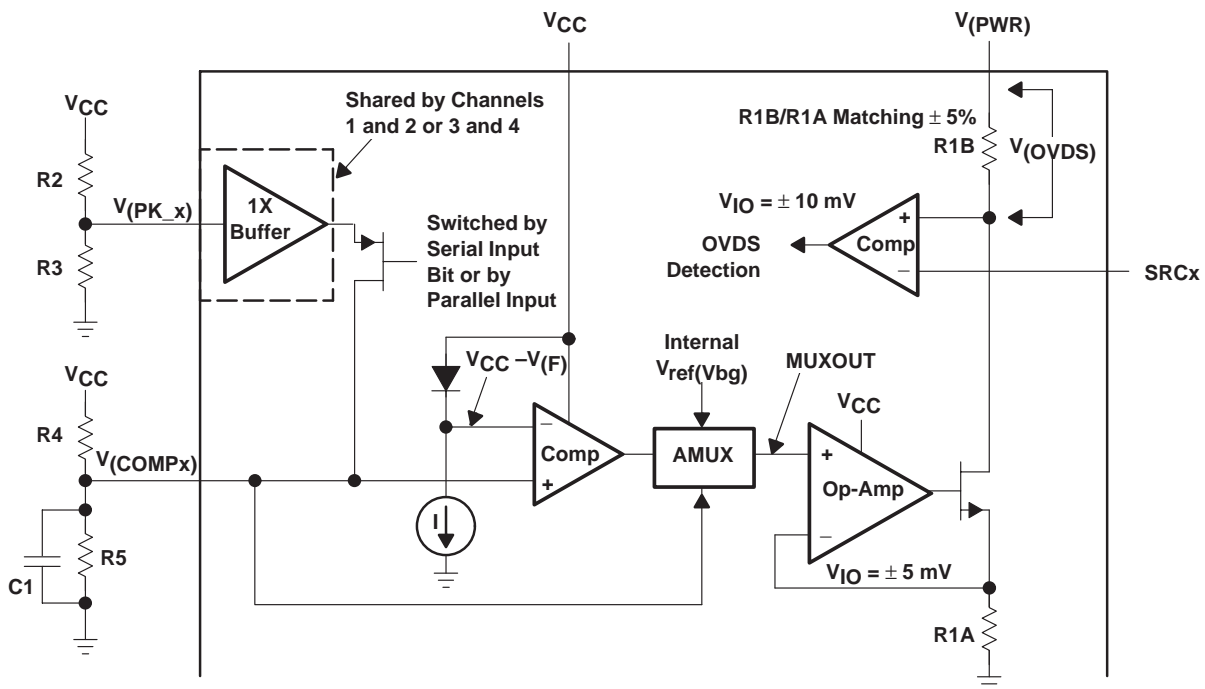 VCC
V(PWR)
VCC
Shared by Channels
1 and 2 or 3 and 4
R1B/R1A Matching ± 5%
R1B
V(OVDS)
R2
V(PK_x)
1X
Buffer
VIO = ± 10 mV
+
Comp
−
OVDS
Detection
Switched by
Serial Input
Bit or by
Parallel Input
R3
SRCx
VCC
Internal
Vref(Vbg)
MUXOUT
VCC −V(F)
VCC
R4
V(COMPx)
−
Comp
+
AMUX
+
Op-Amp
−
I
R5
C1
VIO = ± 5 mV
R1A